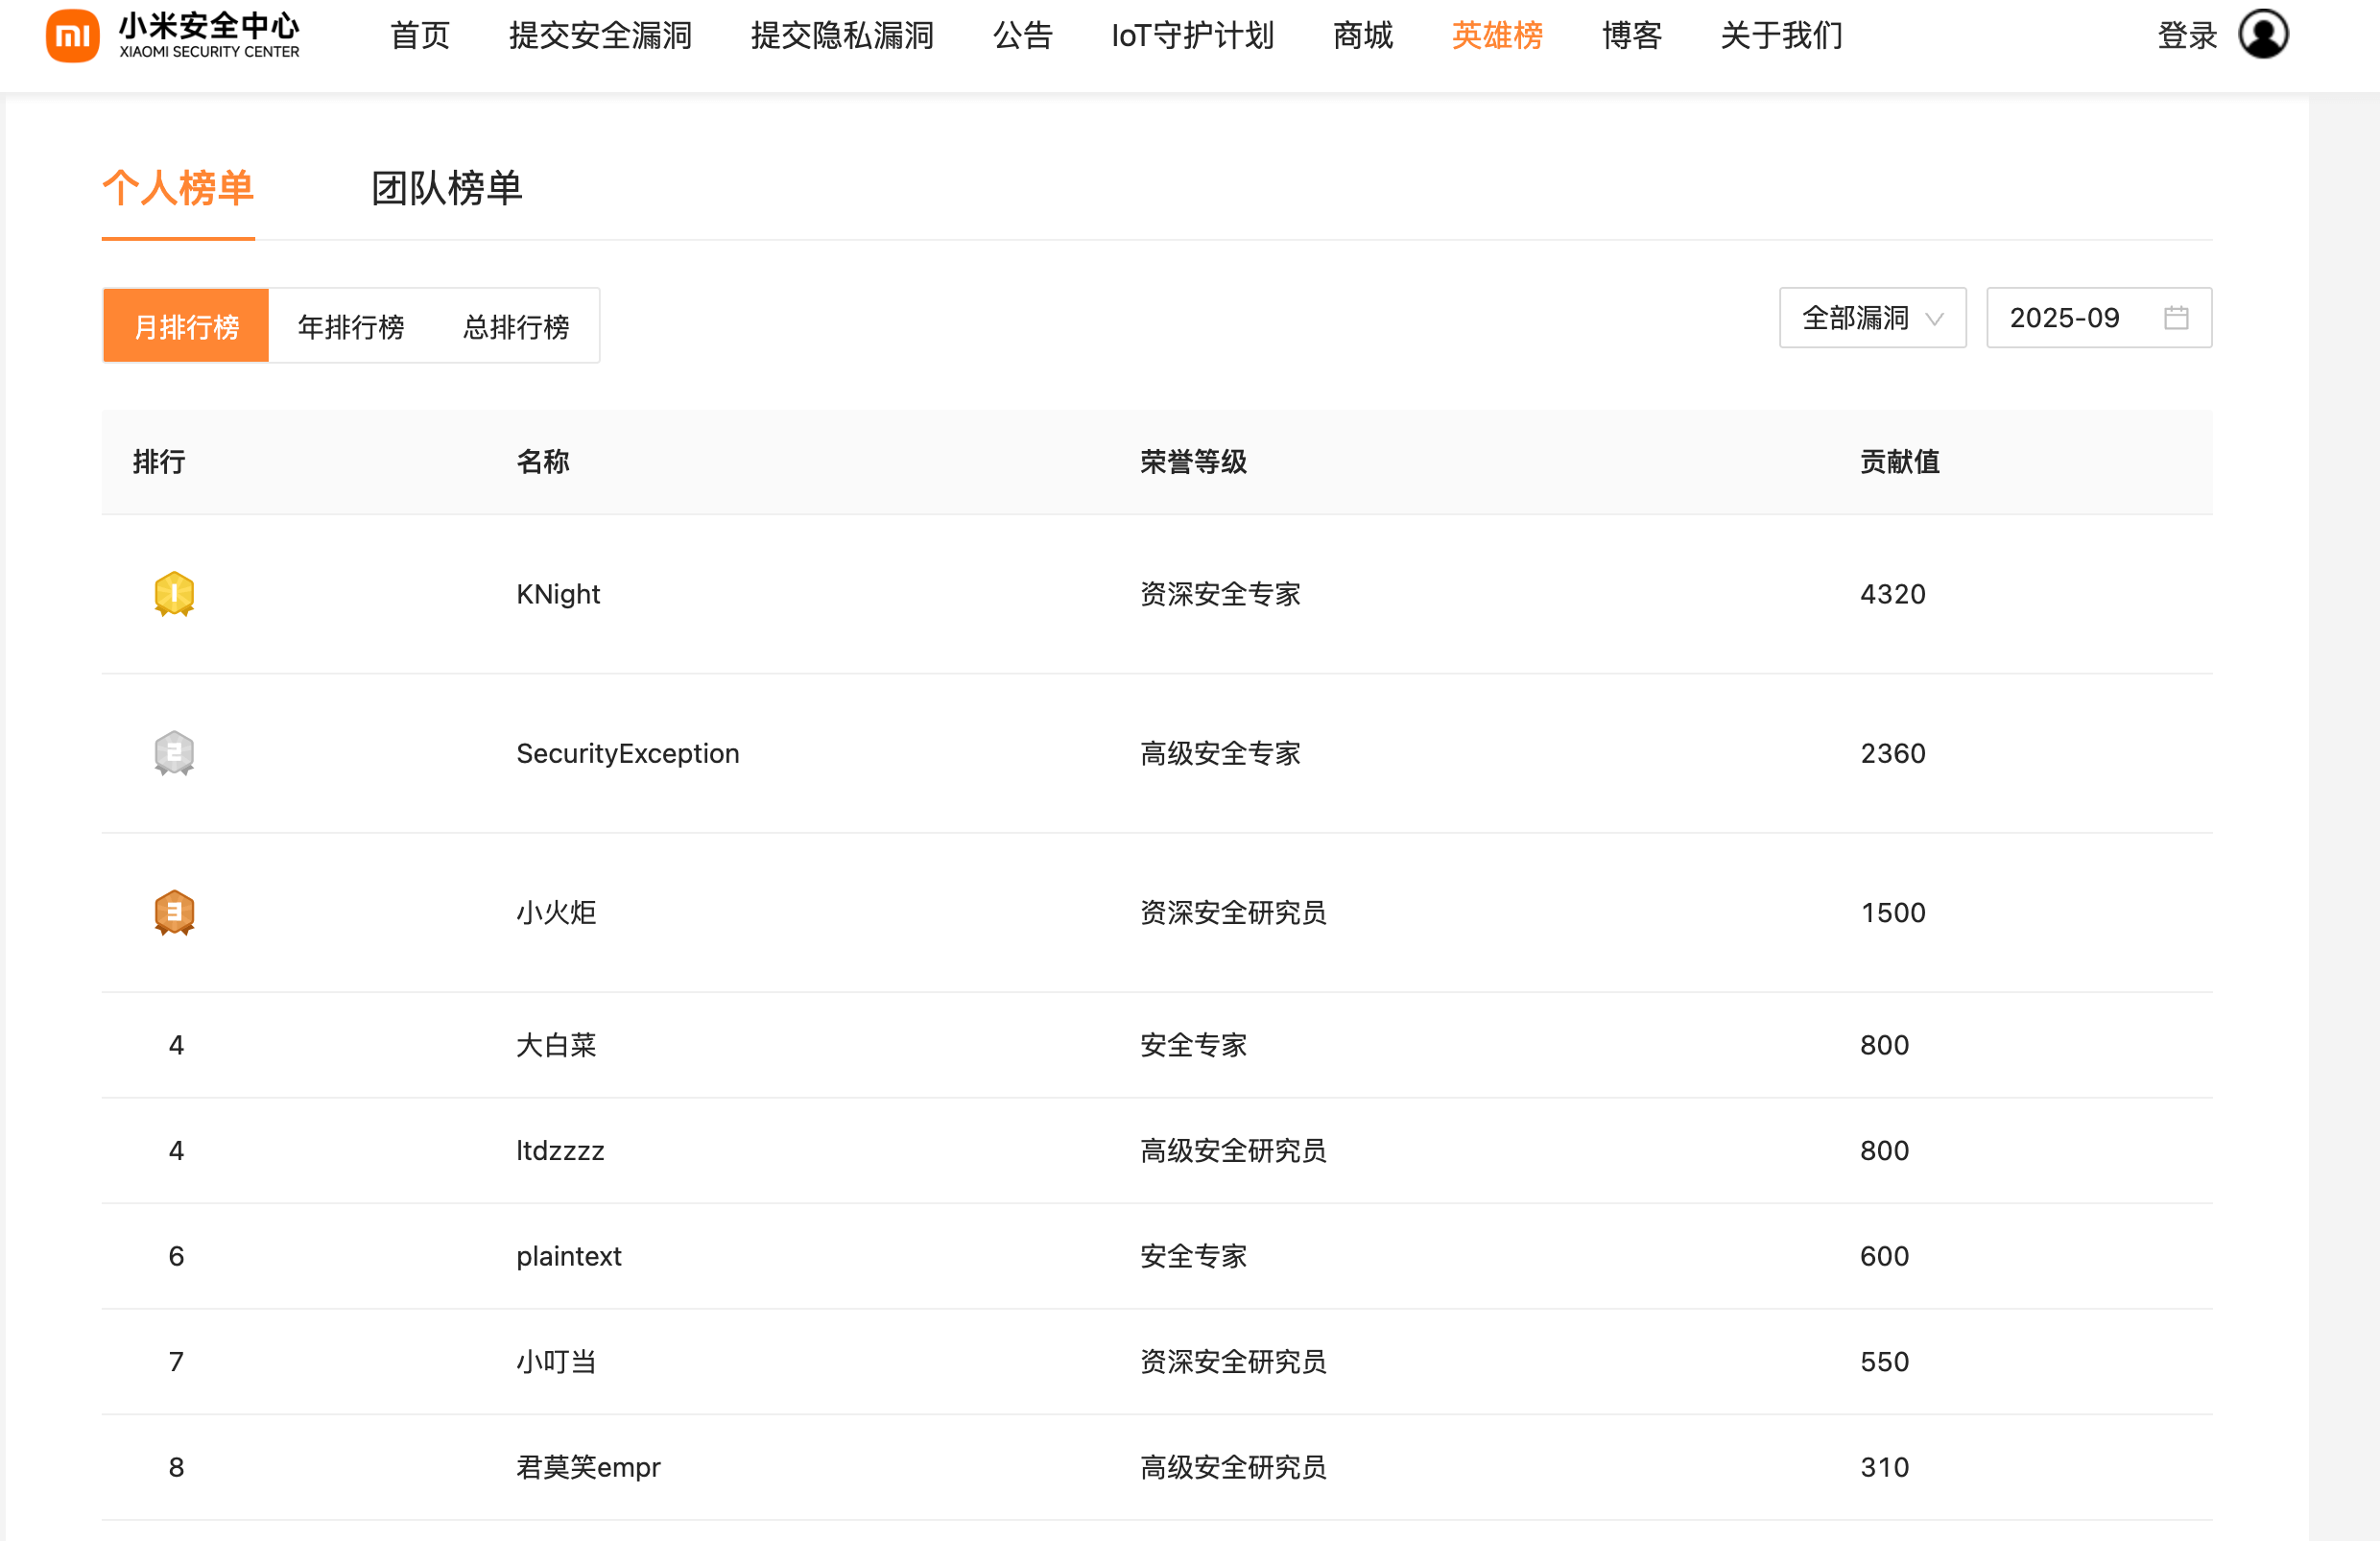 小米安全中心
XIAOMI SECURITY CENTER
首页 提交安全漏洞 提交隐私漏洞 公告 IoT守护计划 商城 英雄榜 博客 关于我们 登录
个人榜单 团队榜单
月排行榜 年排行榜 总排行榜 全部漏洞 2025-09
排行 名称 荣誉等级 贡献值
1 KNight 资深安全专家 4320
2 SecurityException 高级安全专家 2360
3 小火炬 资深安全研究员 1500
4 大白菜 安全专家 800
4 ltdzzzz 高级安全研究员 800
6 plaintext 安全专家 600
7 小叮当 资深安全研究员 550
8 君莫笑empr 高级安全研究员 310